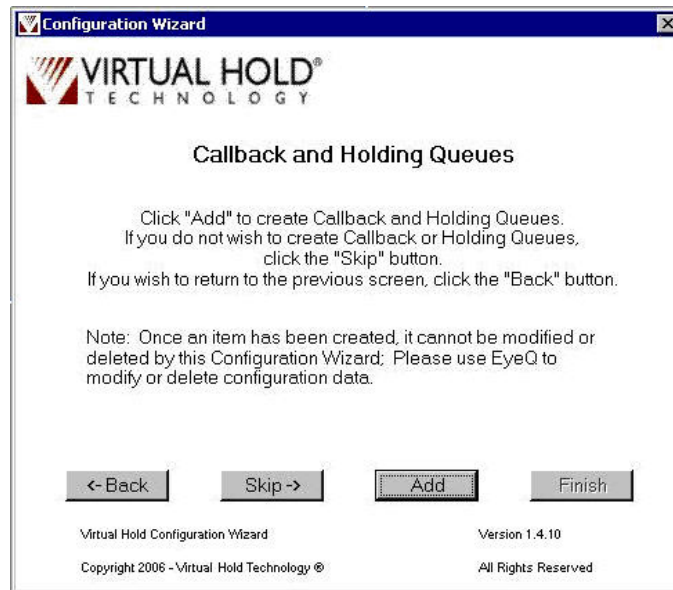 Configuration Wizard
VIRTUAL HOLD®
TECHNOLOGY
Callback and Holding Queues
Click "Add" to create Callback and Holding Queues.
If you do not wish to create Callback or Holding Queues,
click the "Skip" button.
If you wish to return to the previous screen, click the "Back" button.
Note: Once an item has been created, it cannot be modified or
deleted by this Configuration Wizard; Please use EyeQ to
modify or delete configuration data.
<- Back Skip -> Add Finish
Virtual Hold Configuration Wizard Version 1.4.10
Copyright 2006 - Virtual Hold Technology ® All Rights Reserved